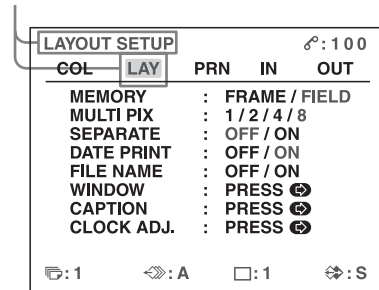 LAYOUT SETUP :100
COL LAY PRN IN OUT
MEMORY : FRAME / FIELD
MULTI PIX : 1 / 2 / 4 / 8
SEPARATE : OFF / ON
DATE PRINT : OFF / ON
FILE NAME : OFF / ON
WINDOW : PRESS
CAPTION : PRESS
CLOCK ADJ. : PRESS
:1 :A :1 :S